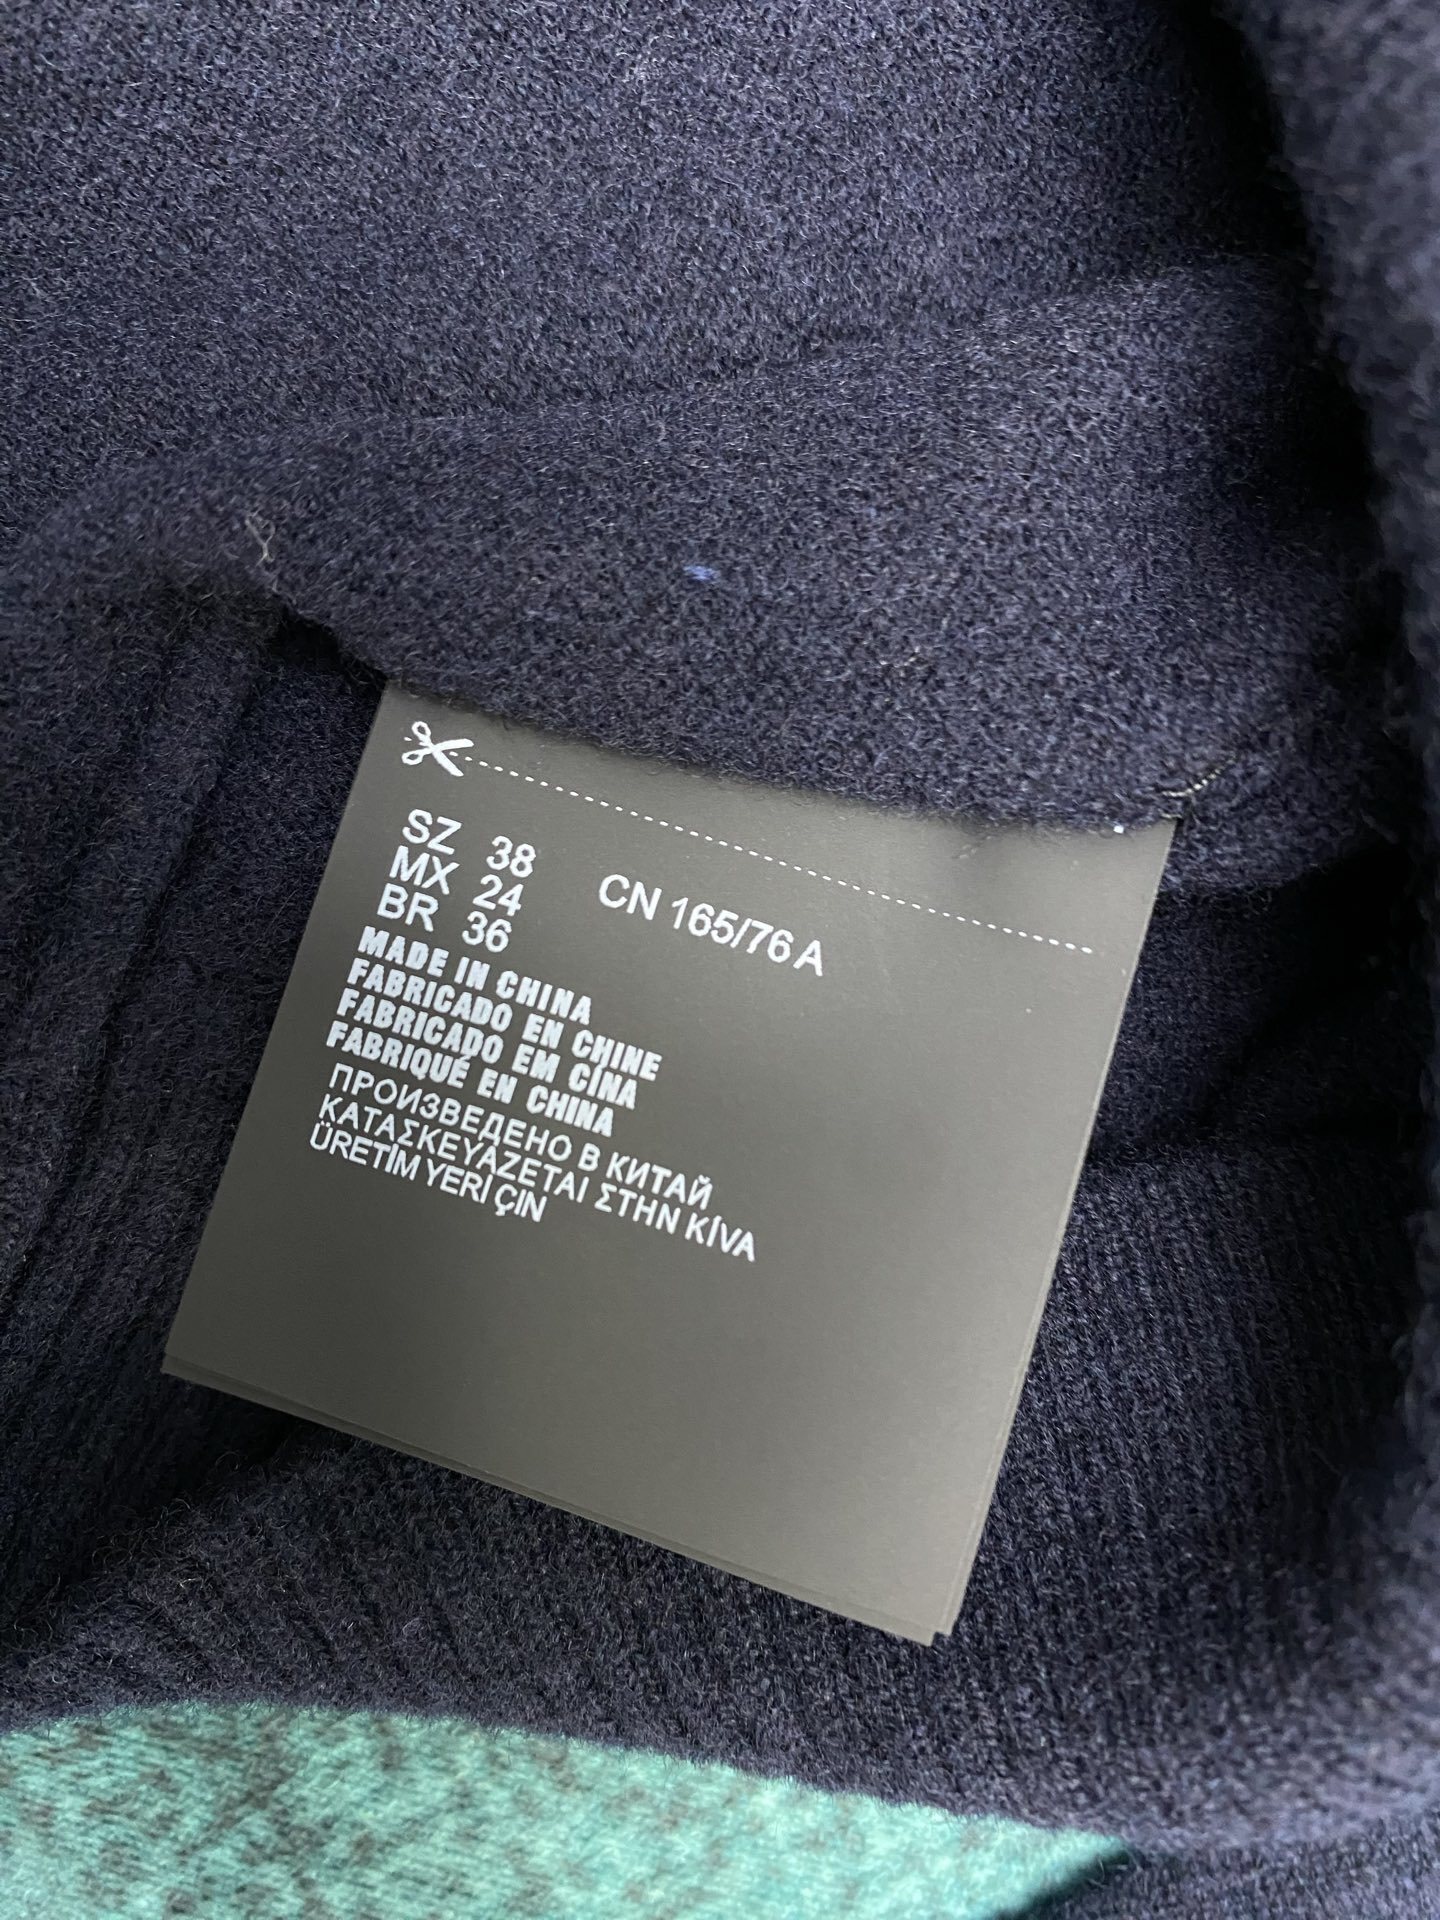 SZ 38 CN 165/76 A
MX 24
BR 36
MADE IN CHINA
FABRICADO EN CHINE
FABRICADO EM CINA
FABRIQUÉ EN CHINA
ПРОИЗВЕДЕНО В КИТАЙ
ΚΑΤΑΣΚΕΥΑΖΕΤΑΙ ΣΤΗΝ ΚΊVΑ
ÜRETİM YERİ ÇIN